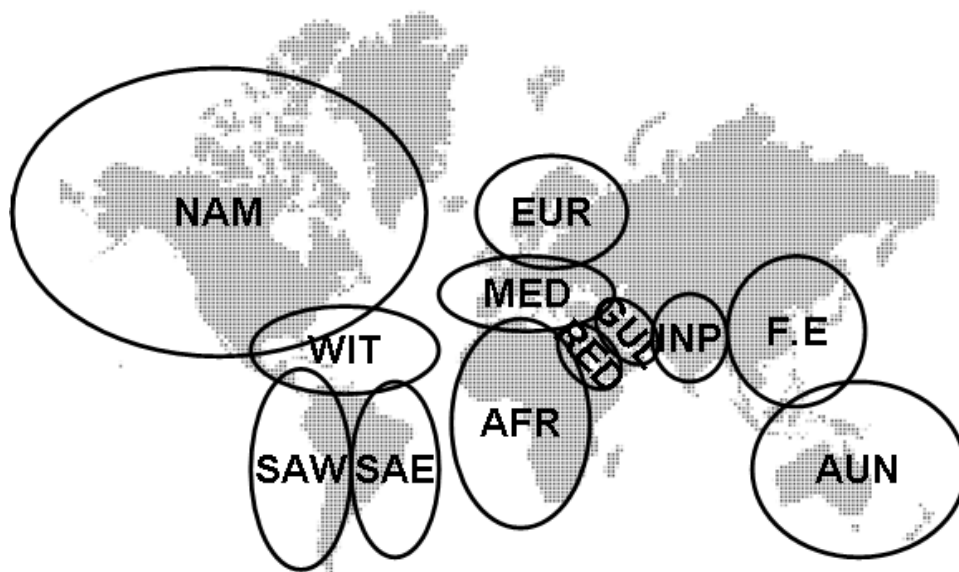 NAM
EUR
MED
GUL
WIT
RED
INP
F.E
AFR
SAW
SAE
AUN